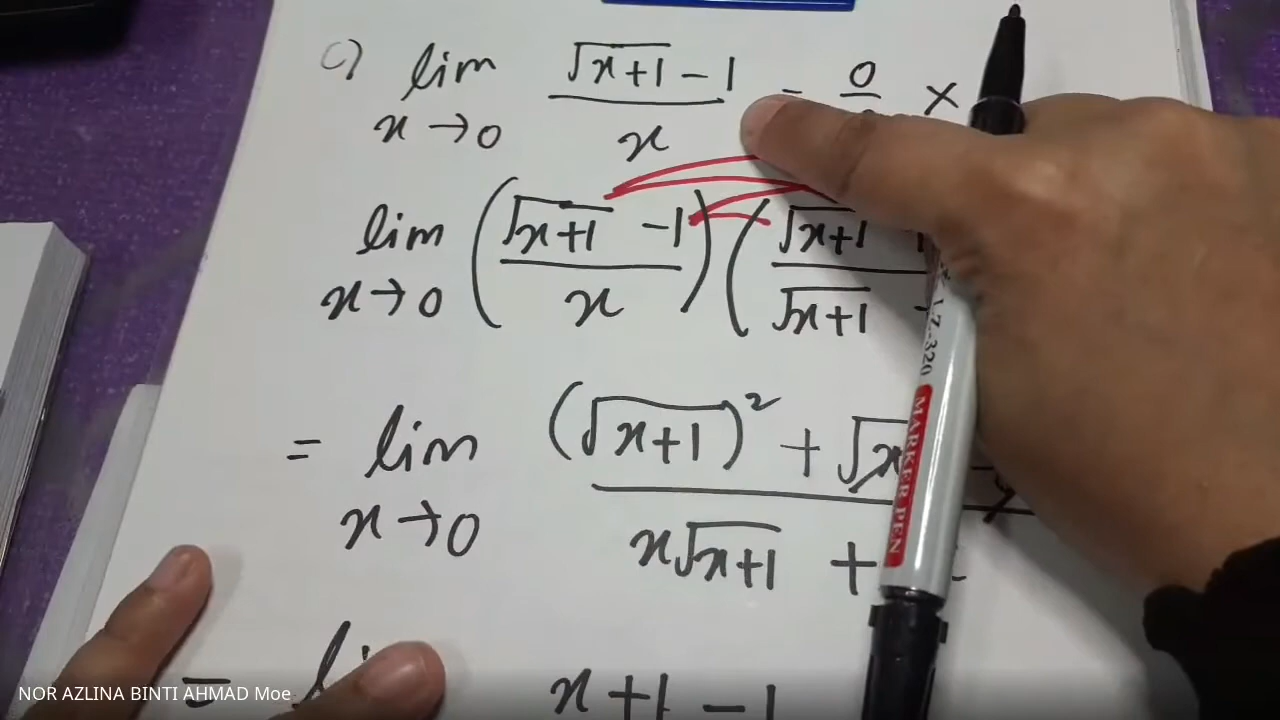 c) lim √x+1 - 1 / x = 0 ×
x→0
lim (√x+1 - 1 / x) (√x+1 / √x+1
x→0
= lim (√x+1)² + √x / x√x+1 +
x→0
= li x+1 - 1
MARKER PEN
NOR AZLINA BINTI AHMAD Moe